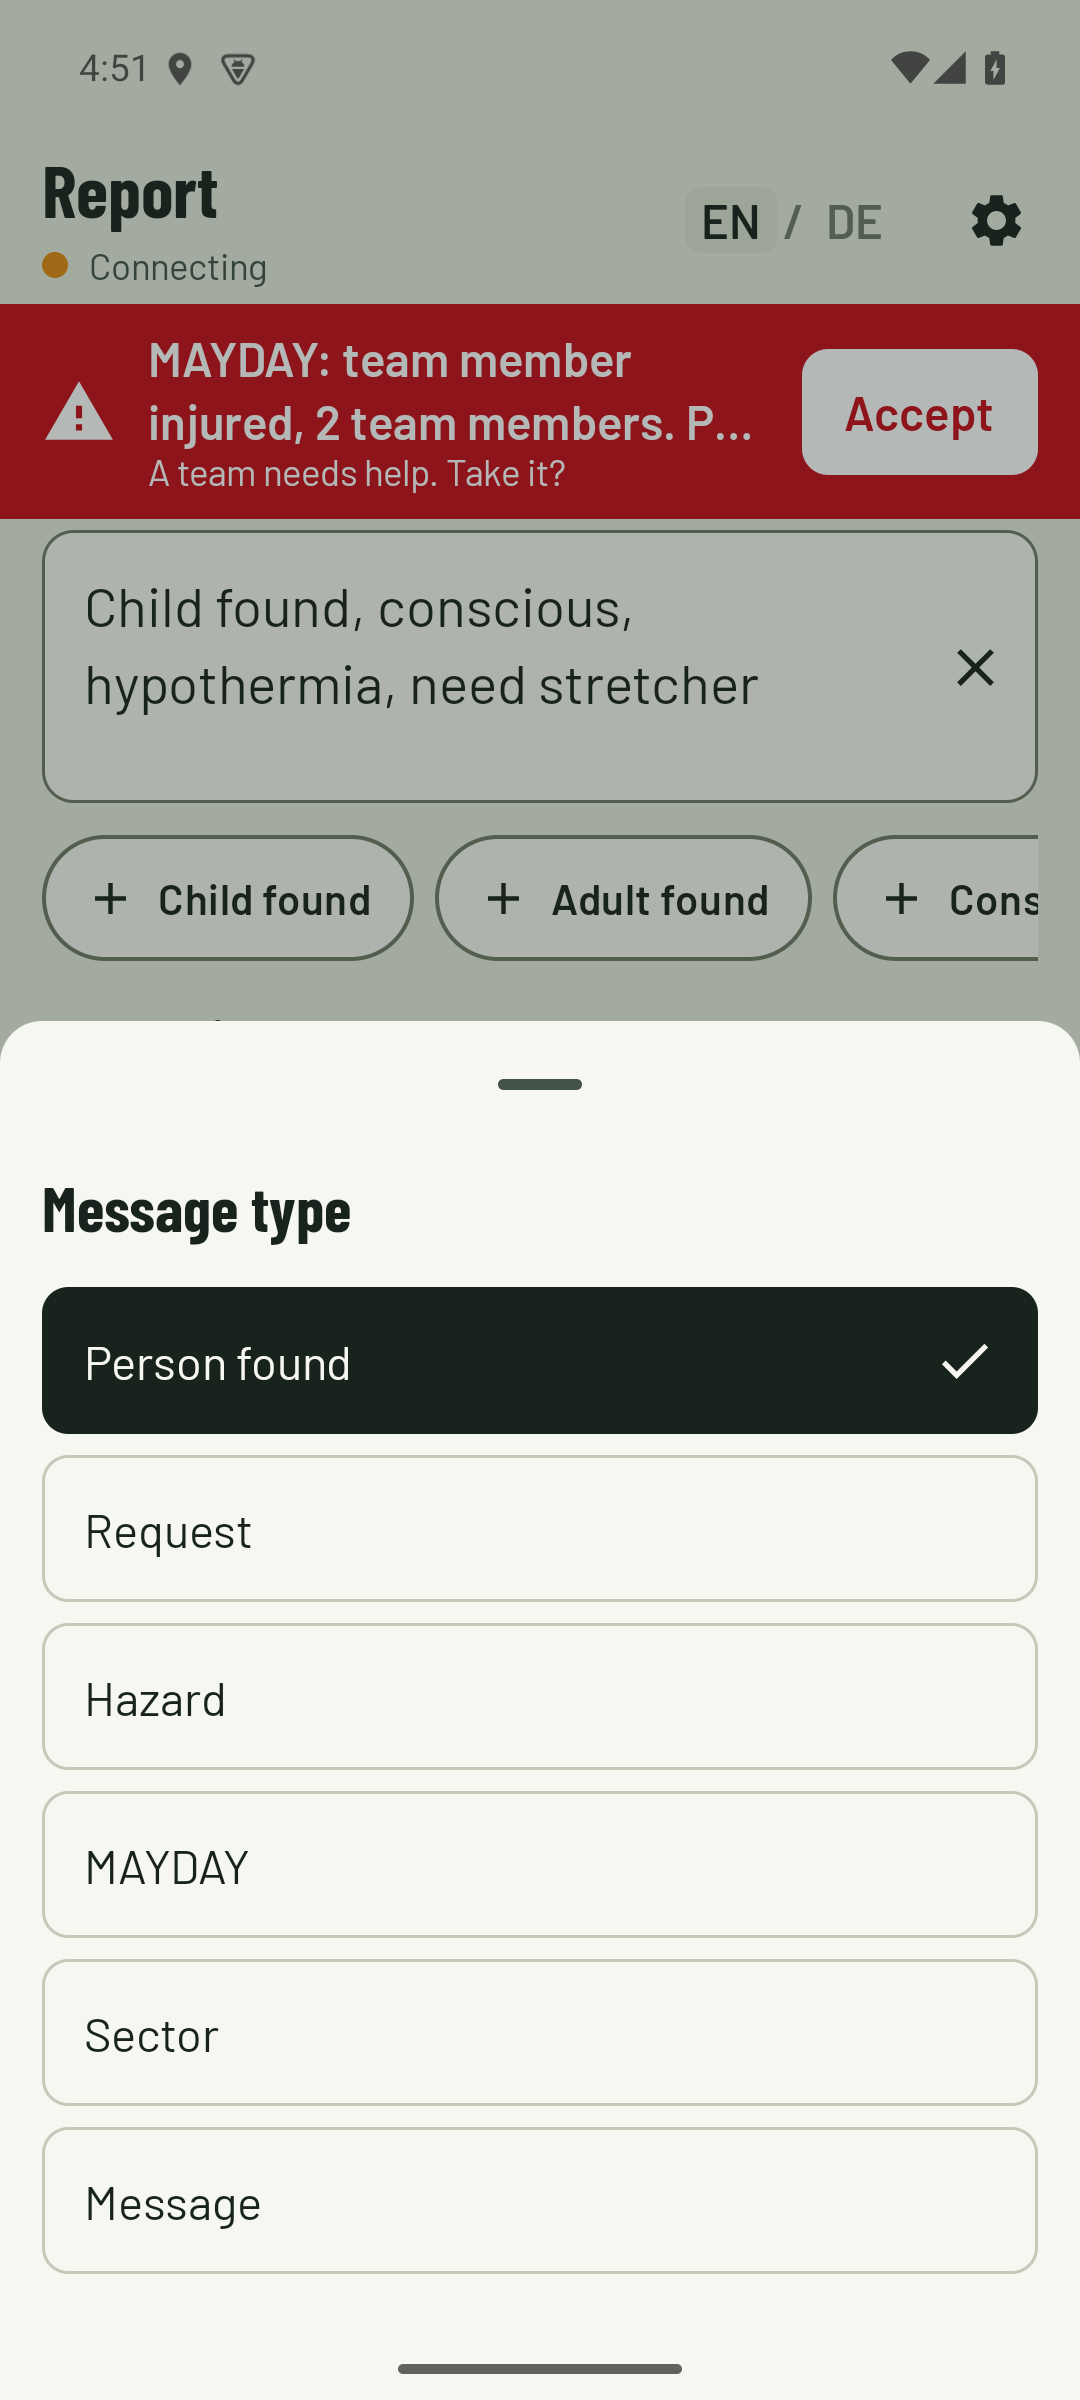 4:51
Report
EN / DE
Connecting
MAYDAY: team member
injured, 2 team members. P...
A team needs help. Take it?
Accept
Child found, conscious,
hypothermia, need stretcher
Child found
Adult found
Cons
Message type
Person found
Request
Hazard
MAYDAY
Sector
Message